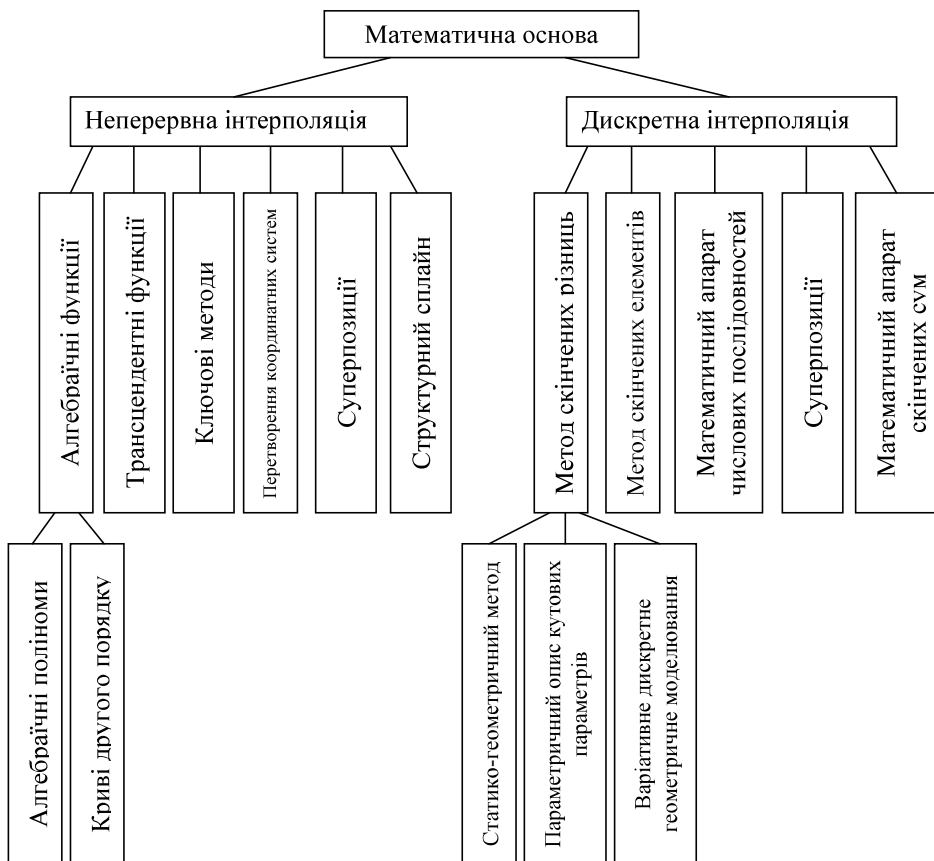 Математична основа
Неперервна інтерполяція
Дискретна інтерполяція
Алгебраїчні функції
Трансцендентні функції
Ключові методи
Перетворення координатних систем
Суперпозиції
Структурний сплайн
Метод скінчених різниць
Метод скінчених елементів
Математичний апарат
числових послідовностей
Суперпозиції
Математичний апарат
скінчених сум
Алгебраїчні поліноми
Криві другого порядку
Статико-геометричний метод
Параметричний опис кутових
параметрів
Варіативне дискретне
геометричне моделювання